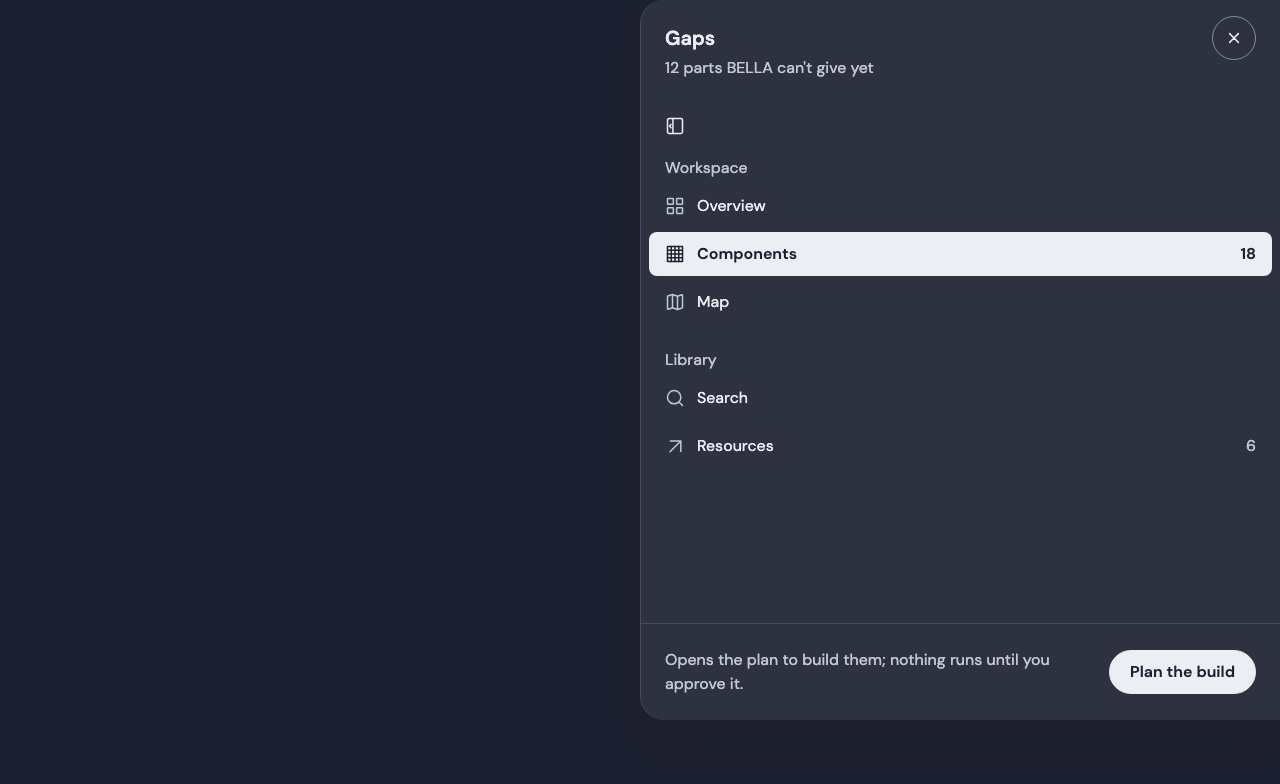 Gaps
12 parts BELLA can't give yet
Workspace
Overview
Components 18
Map
Library
Search
Resources 6
Opens the plan to build them; nothing runs until you
approve it.
Plan the build